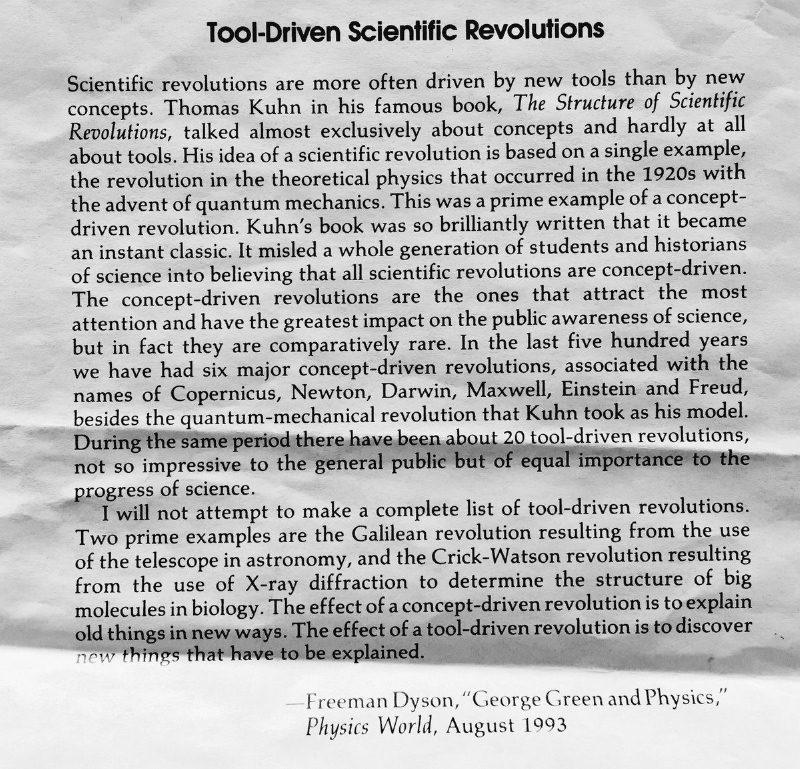 Tool-Driven Scientific Revolutions
Scientific revolutions are more often driven by new tools than by new
concepts. Thomas Kuhn in his famous book, The Structure of Scientific
Revolutions, talked almost exclusively about concepts and hardly at all
about tools. His idea of a scientific revolution is based on a single example,
the revolution in the theoretical physics that occurred in the 1920s with
the advent of quantum mechanics. This was a prime example of a concept-
driven revolution. Kuhn's book was so brilliantly written that it became
an instant classic. It misled a whole generation of students and historians
of science into believing that all scientific revolutions are concept-driven.
The concept-driven revolutions are the ones that attract the most
attention and have the greatest impact on the public awareness of science,
but in fact they are comparatively rare. In the last five hundred years
we have had six major concept-driven revolutions, associated with the
names of Copernicus, Newton, Darwin, Maxwell, Einstein and Freud,
besides the quantum-mechanical revolution that Kuhn took as his model.
During the same period there have been about 20 tool-driven revolutions,
not so impressive to the general public but of equal importance to the
progress of science.
I will not attempt to make a complete list of tool-driven revolutions.
Two prime examples are the Galilean revolution resulting from the use
of the telescope in astronomy, and the Crick-Watson revolution resulting
from the use of X-ray diffraction to determine the structure of big
molecules in biology. The effect of a concept-driven revolution is to explain
old things in new ways. The effect of a tool-driven revolution is to discover
new things that have to be explained.
—Freeman Dyson, "George Green and Physics,"
Physics World, August 1993